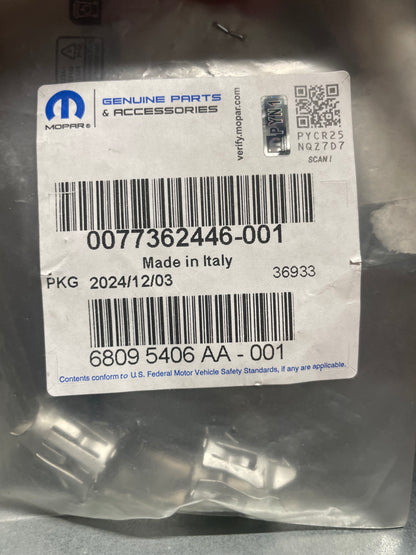 GENUINE PARTS
& ACCESSORIES
MOPAR®
verify.mopar.com
PYN1
PYCR25
NQZ7D7
SCAN!
0077362446-001
Made in Italy
PKG 2024/12/03 36933
6809 5406 AA - 001
Contents conform to U.S. Federal Motor Vehicle Safety Standards, if any are applicable.